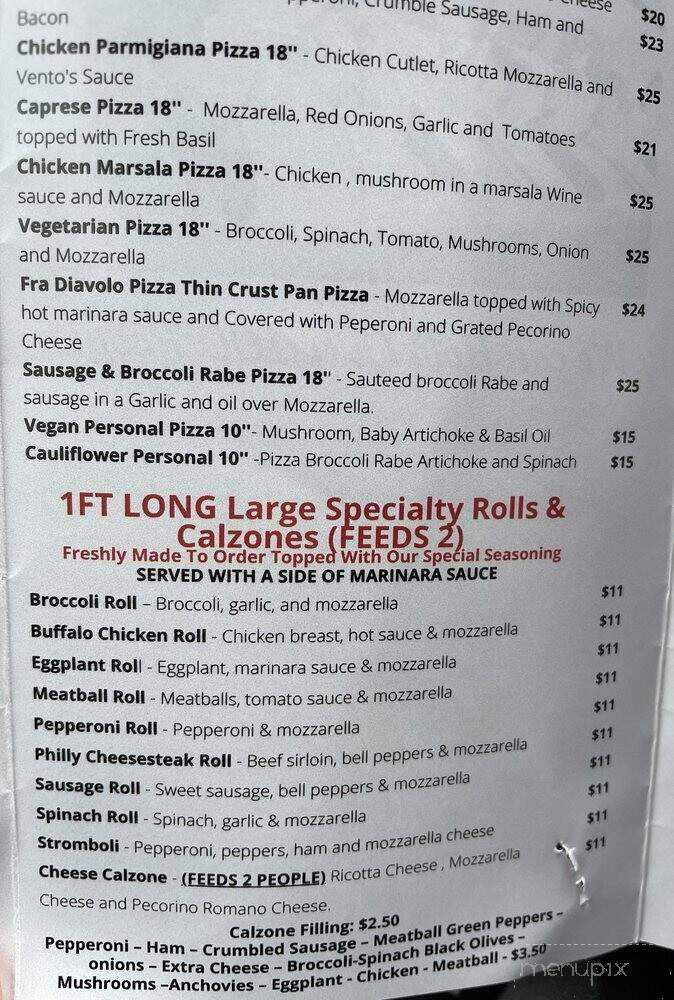 Cheese
Crumble Sausage, Ham and $20
Bacon $23
Chicken Parmigiana Pizza 18" - Chicken Cutlet, Ricotta Mozzarella and $25
Vento's Sauce
Caprese Pizza 18" - Mozzarella, Red Onions, Garlic and Tomatoes $21
topped with Fresh Basil
Chicken Marsala Pizza 18"- Chicken , mushroom in a marsala Wine $25
sauce and Mozzarella
Vegetarian Pizza 18" - Broccoli, Spinach, Tomato, Mushrooms, Onion $25
and Mozzarella
Fra Diavolo Pizza Thin Crust Pan Pizza - Mozzarella topped with Spicy $24
hot marinara sauce and Covered with Peperoni and Grated Pecorino
Cheese
Sausage & Broccoli Rabe Pizza 18" - Sauteed broccoli Rabe and $25
sausage in a Garlic and oil over Mozzarella.
Vegan Personal Pizza 10"- Mushroom, Baby Artichoke & Basil Oil $15
Cauliflower Personal 10" -Pizza Broccoli Rabe Artichoke and Spinach $15
1FT LONG Large Specialty Rolls &
Calzones (FEEDS 2)
Freshly Made To Order Topped With Our Special Seasoning
SERVED WITH A SIDE OF MARINARA SAUCE
Broccoli Roll – Broccoli, garlic, and mozzarella $11
Buffalo Chicken Roll - Chicken breast, hot sauce & mozzarella $11
Eggplant Roll - Eggplant, marinara sauce & mozzarella $11
Meatball Roll - Meatballs, tomato sauce & mozzarella $11
Pepperoni Roll - Pepperoni & mozzarella $11
Philly Cheesesteak Roll - Beef sirloin, bell peppers & mozzarella $11
Sausage Roll - Sweet sausage, bell peppers & mozzarella $11
Spinach Roll - Spinach, garlic & mozzarella $11
Stromboli - Pepperoni, peppers, ham and mozzarella cheese $11
Cheese Calzone - (FEEDS 2 PEOPLE) Ricotta Cheese , Mozzarella $11
Cheese and Pecorino Romano Cheese.
Calzone Filling: $2.50
Pepperoni – Ham – Crumbled Sausage – Meatball Green Peppers –
onions – Extra Cheese – Broccoli-Spinach Black Olives –
Mushrooms –Anchovies – Eggplant - Chicken - Meatball - $3.50
menupix